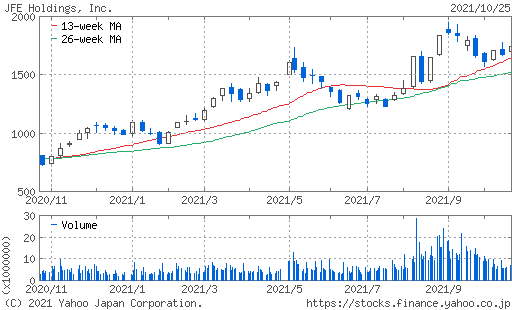 JFE Holdings, Inc. 2021/10/25
2000
13-week MA
26-week MA
1500
1000
500
2020/11 2021/1 2021/3 2021/5 2021/7 2021/9
30
Volume
20
10
0
(x1000000)
2020/11 2021/1 2021/3 2021/5 2021/7 2021/9
(C) 2021 Yahoo Japan Corporation. https://stocks.finance.yahoo.co.jp